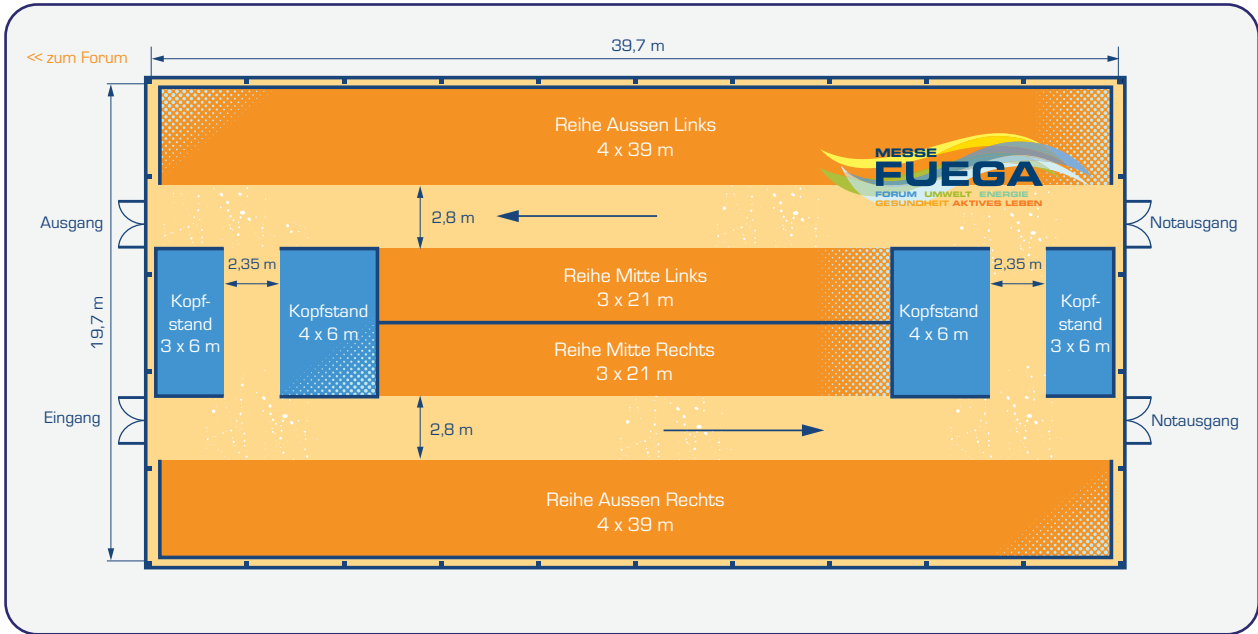 39,7 m
<< zum Forum
Reihe Aussen Links
4 x 39 m
MESSE
FUEGA
FORUM UMWELT ENERGIE
GESUNDHEIT AKTIVES LEBEN
2,8 m
Ausgang
Notausgang
19,7 m
2,35 m
2,35 m
Kopf-
stand
3 x 6 m
Kopfstand
4 x 6 m
Reihe Mitte Links
3 x 21 m
Reihe Mitte Rechts
3 x 21 m
Kopfstand
4 x 6 m
Kopf-
stand
3 x 6 m
Eingang
2,8 m
Notausgang
Reihe Aussen Rechts
4 x 39 m